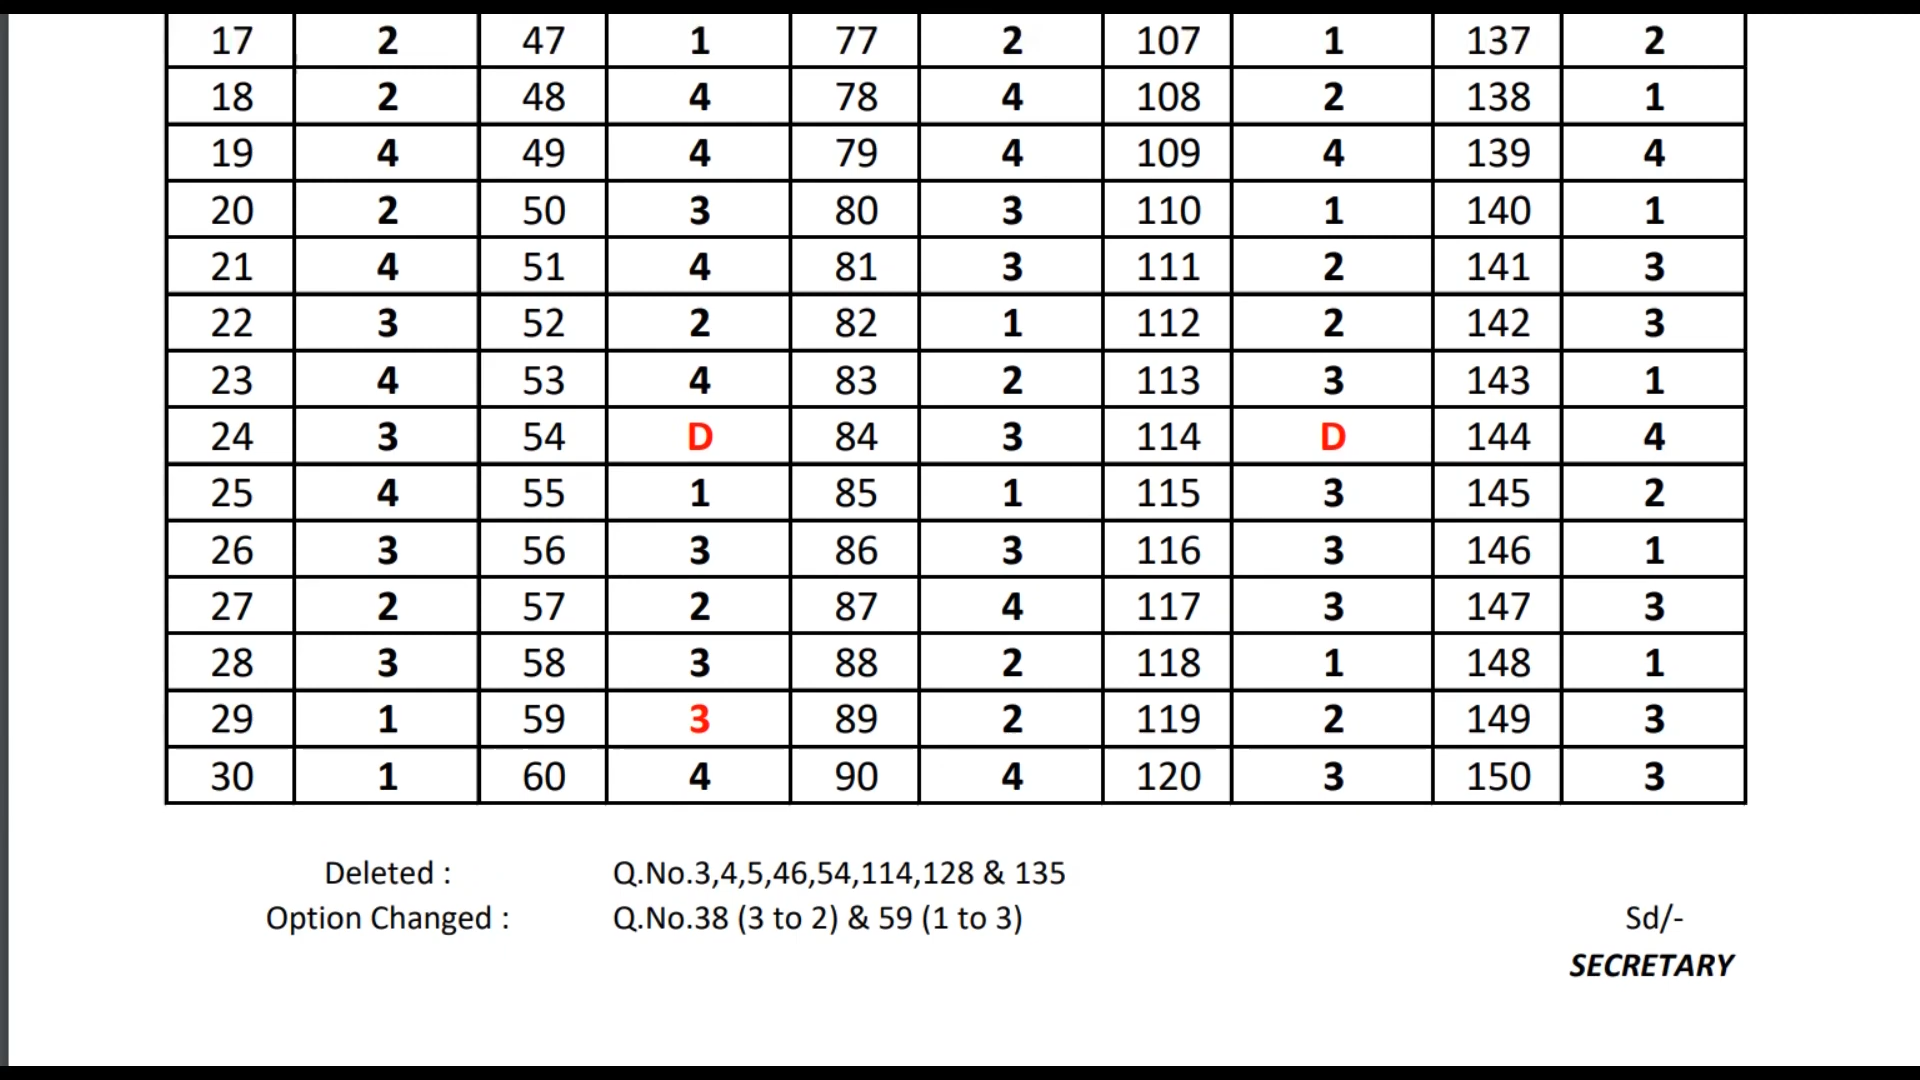 17 2 47 1 77 2 107 1 137 2
18 2 48 4 78 4 108 2 138 1
19 4 49 4 79 4 109 4 139 4
20 2 50 3 80 3 110 1 140 1
21 4 51 4 81 3 111 2 141 3
22 3 52 2 82 1 112 2 142 3
23 4 53 4 83 2 113 3 143 1
24 3 54 D 84 3 114 D 144 4
25 4 55 1 85 1 115 3 145 2
26 3 56 3 86 3 116 3 146 1
27 2 57 2 87 4 117 3 147 3
28 3 58 3 88 2 118 1 148 1
29 1 59 3 89 2 119 2 149 3
30 1 60 4 90 4 120 3 150 3
Deleted : Q.No.3,4,5,46,54,114,128 & 135
Option Changed : Q.No.38 (3 to 2) & 59 (1 to 3)
Sd/-
SECRETARY